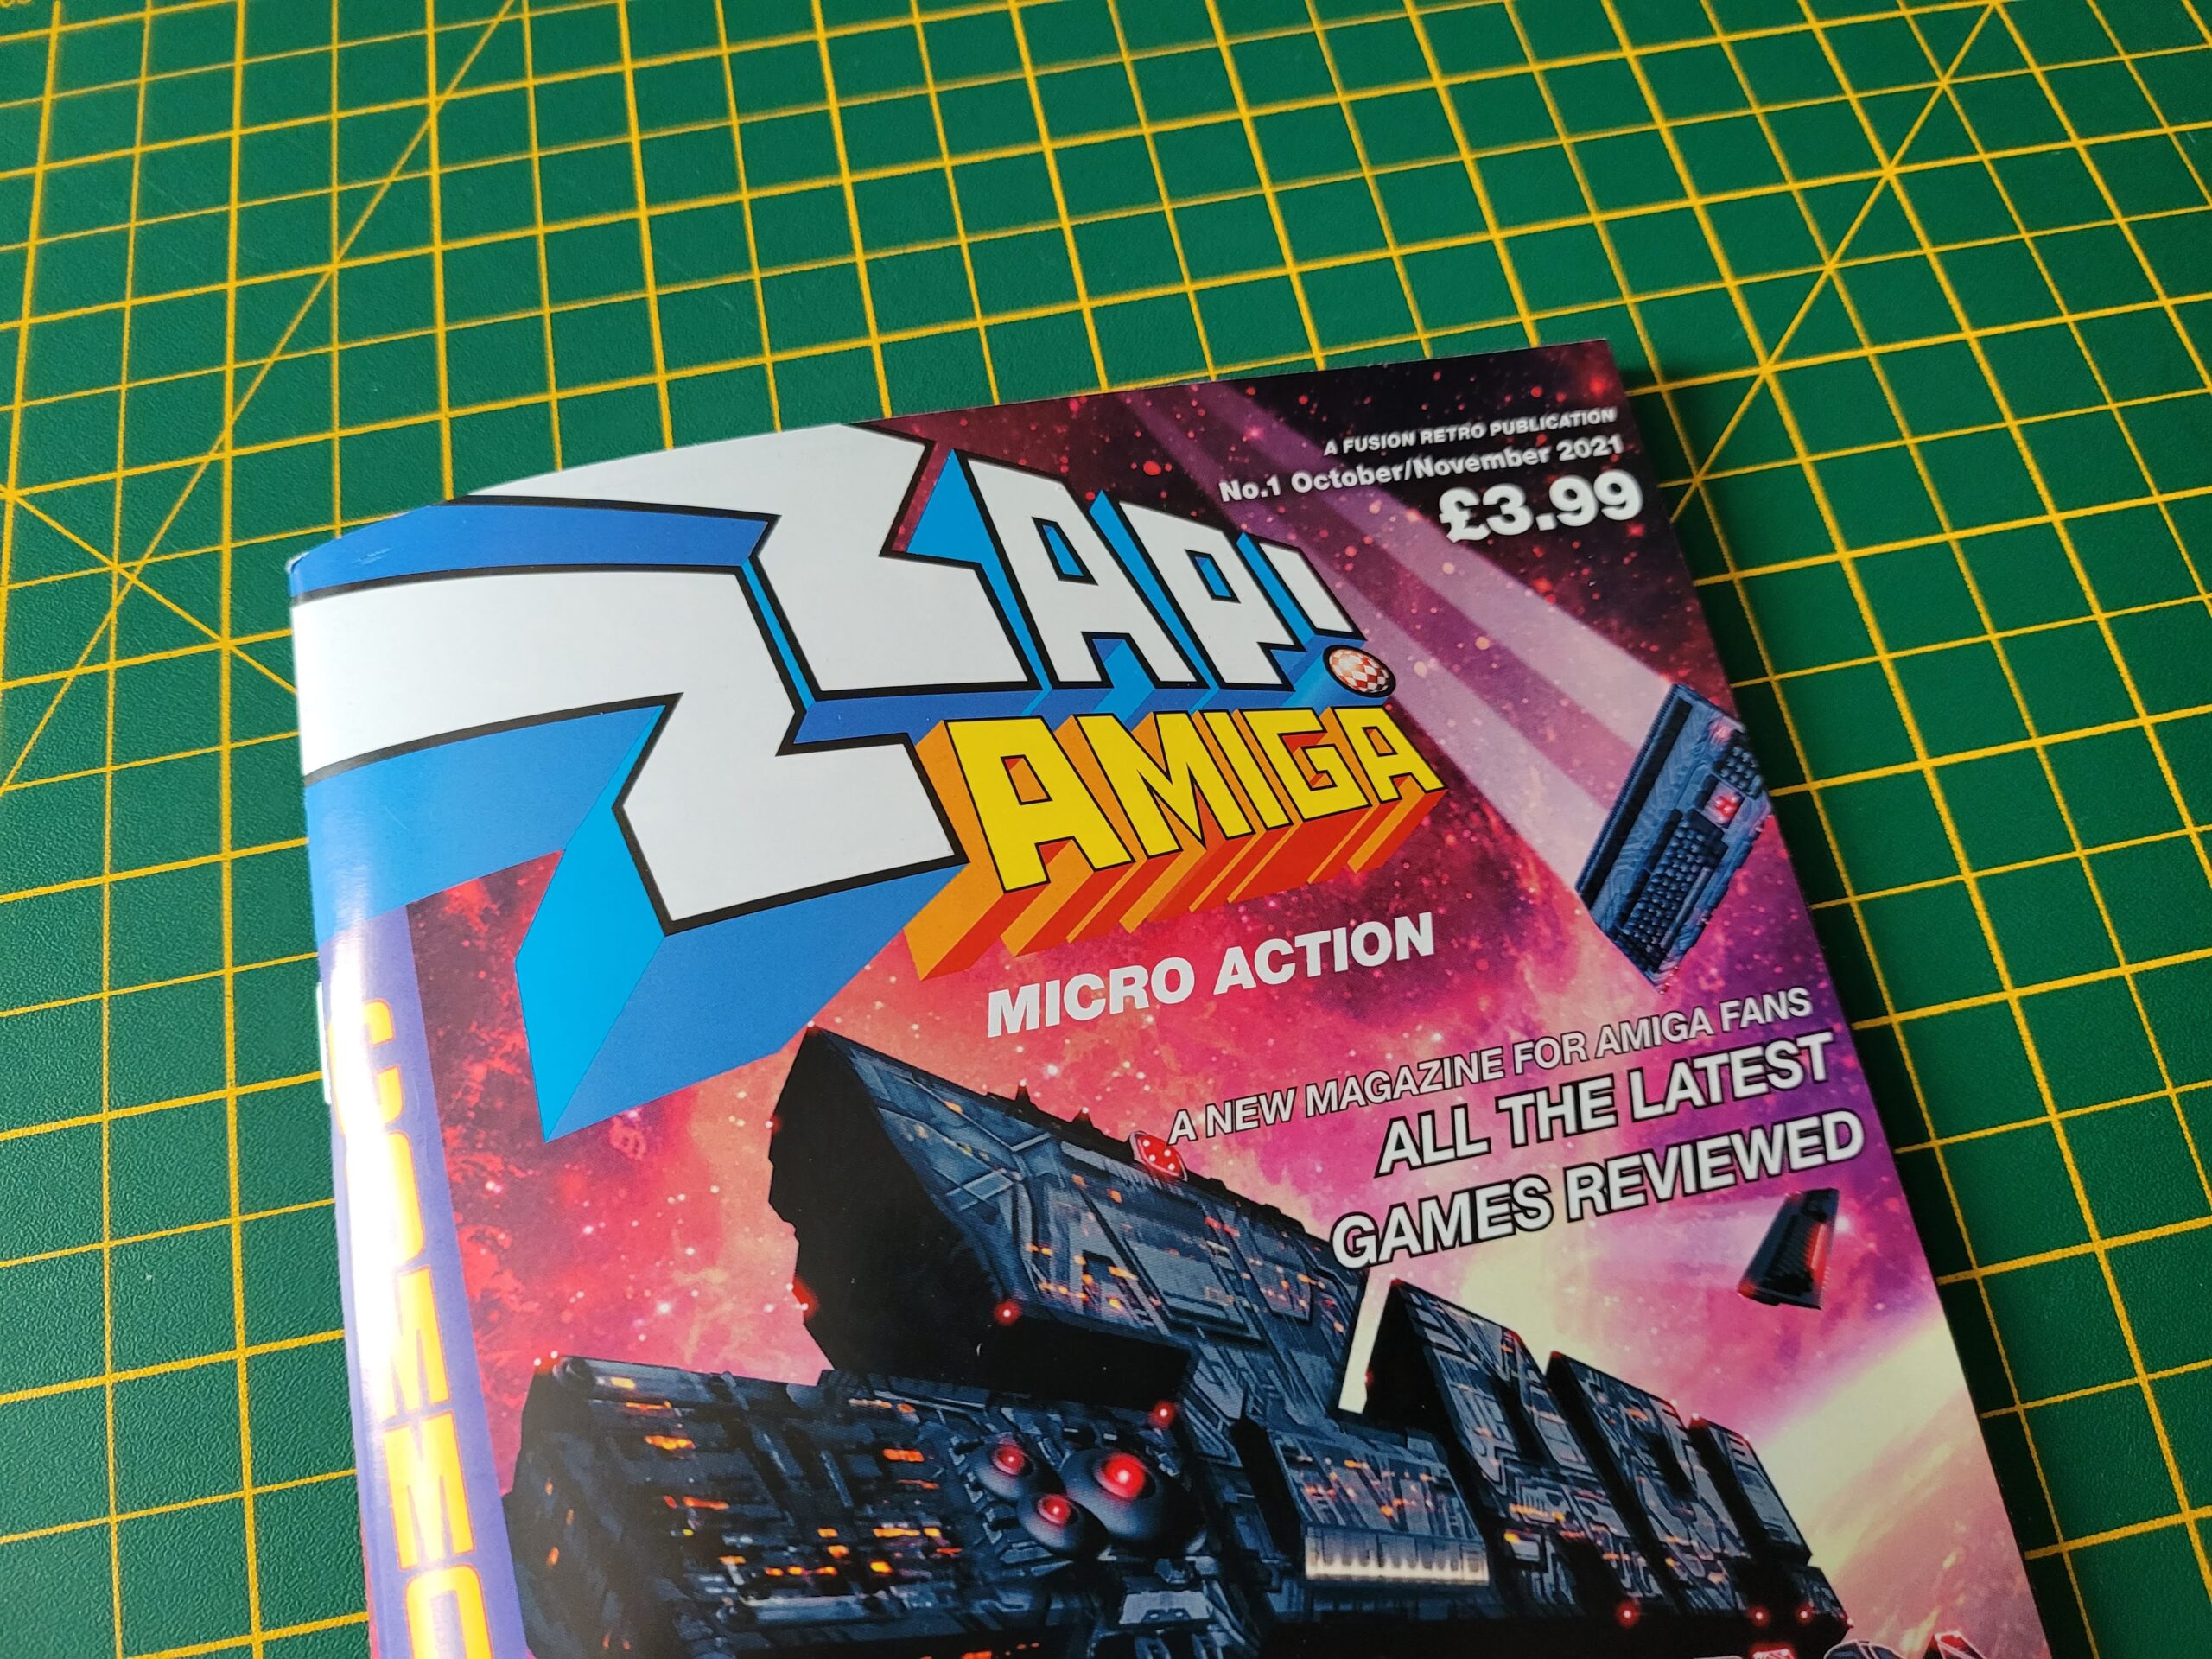 A FUSION RETRO PUBLICATION
No.1 October/November 2021
£3.99
ZZAP!
AMIGA
MICRO ACTION
A NEW MAGAZINE FOR AMIGA FANS
ALL THE LATEST
GAMES REVIEWED
COMMO